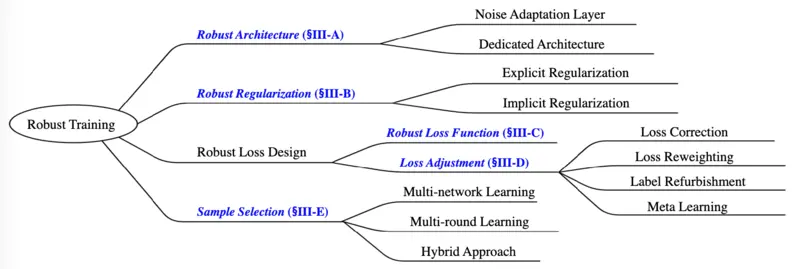 Robust Training
Robust Architecture (§III-A)
Noise Adaptation Layer
Dedicated Architecture
Robust Regularization (§III-B)
Explicit Regularization
Implicit Regularization
Robust Loss Design
Robust Loss Function (§III-C)
Loss Adjustment (§III-D)
Loss Correction
Loss Reweighting
Label Refurbishment
Meta Learning
Sample Selection (§III-E)
Multi-network Learning
Multi-round Learning
Hybrid Approach